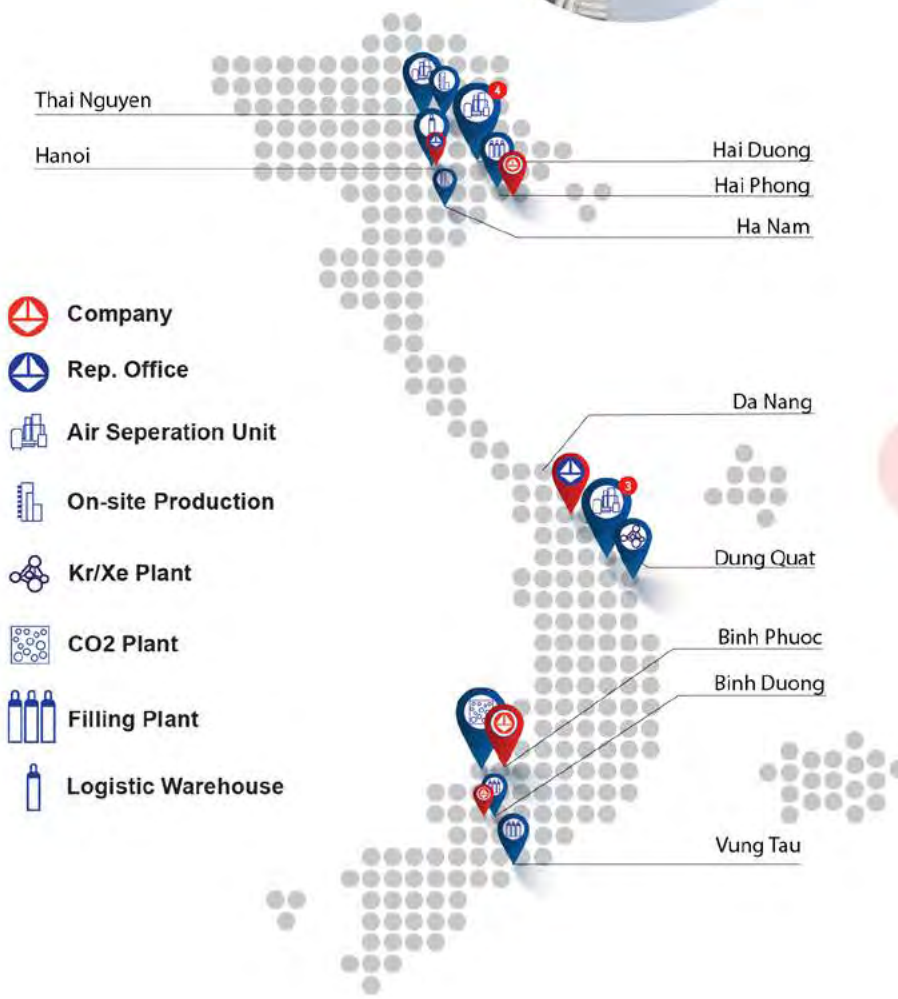 Thai Nguyen
4
Hanoi
Hai Duong
Hai Phong
Ha Nam
Company
Rep. Office
Air Seperation Unit
On-site Production
Kr/Xe Plant
CO2 Plant
Filling Plant
Logistic Warehouse
Da Nang
3
Dung Quat
Binh Phuoc
Binh Duong
Vung Tau